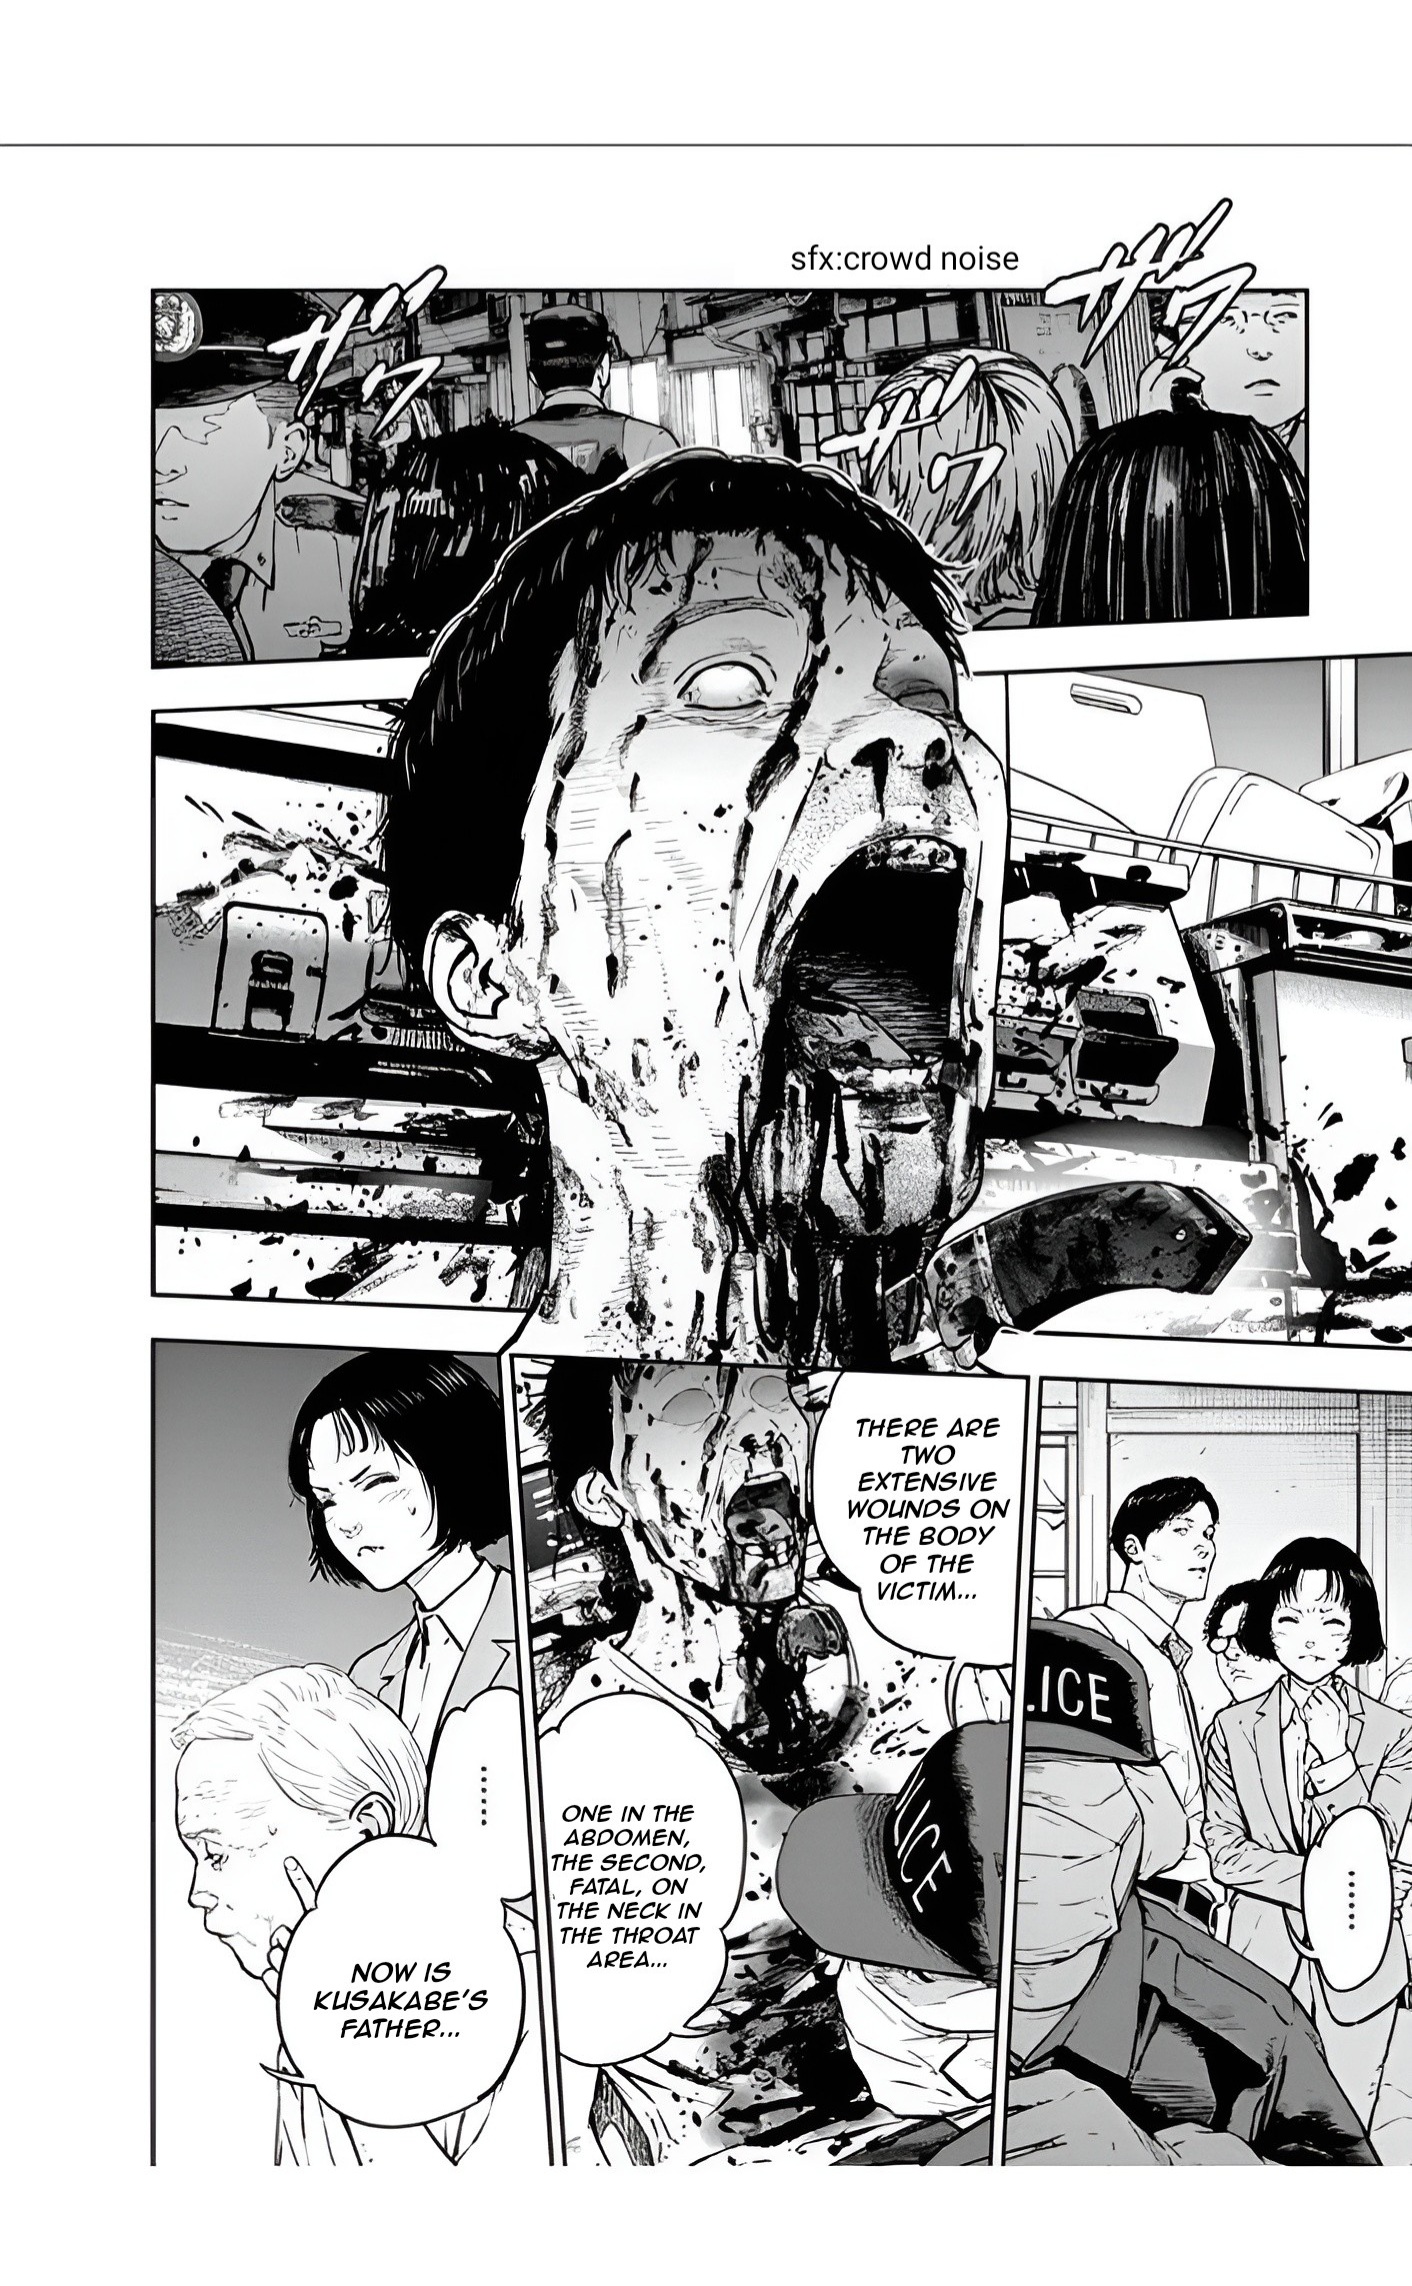 sfx:crowd noise
ザワ
ザワ
ザワ
THERE ARE
TWO
EXTENSIVE
WOUNDS ON
THE BODY
OF THE
VICTIM...
LICE
......
OLICE
ONE IN THE
ABDOMEN,
THE SECOND,
FATAL, ON
THE NECK IN
THE THROAT
AREA...
......
NOW IS
KUSAKABE'S
FATHER...